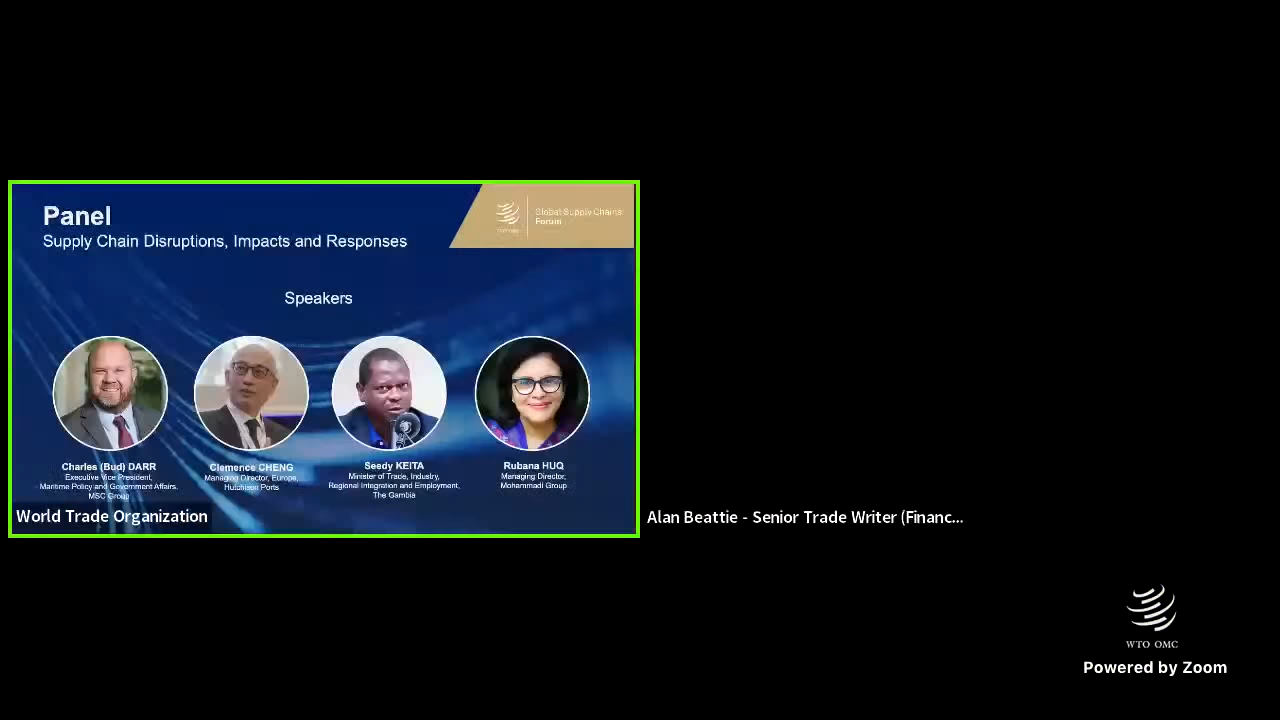 Panel
Supply Chain Disruptions, Impacts and Responses
Global Supply Chains
Forum
Speakers
Charles (Bud) DARR
Executive Vice President,
Maritime Policy and Government Affairs,
MSC Group
Clemence CHENG
Managing Director, Europe,
Hutchison Ports
Seedy KEITA
Minister of Trade, Industry,
Regional Integration and Employment,
The Gambia
Rubana HUQ
Managing Director,
Mohammadi Group
World Trade Organization
Alan Beattie - Senior Trade Writer (Financ...
WTO OMC
Powered by Zoom